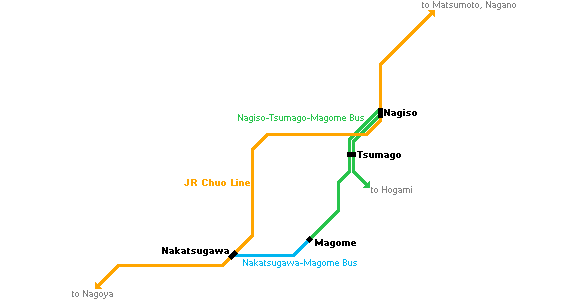 to Matsumoto, Nagano
Nagiso
Nagiso-Tsumago-Magome Bus
Tsumago
JR Chuo Line
to Hogami
Magome
Nakatsugawa
Nakatsugawa-Magome Bus
to Nagoya